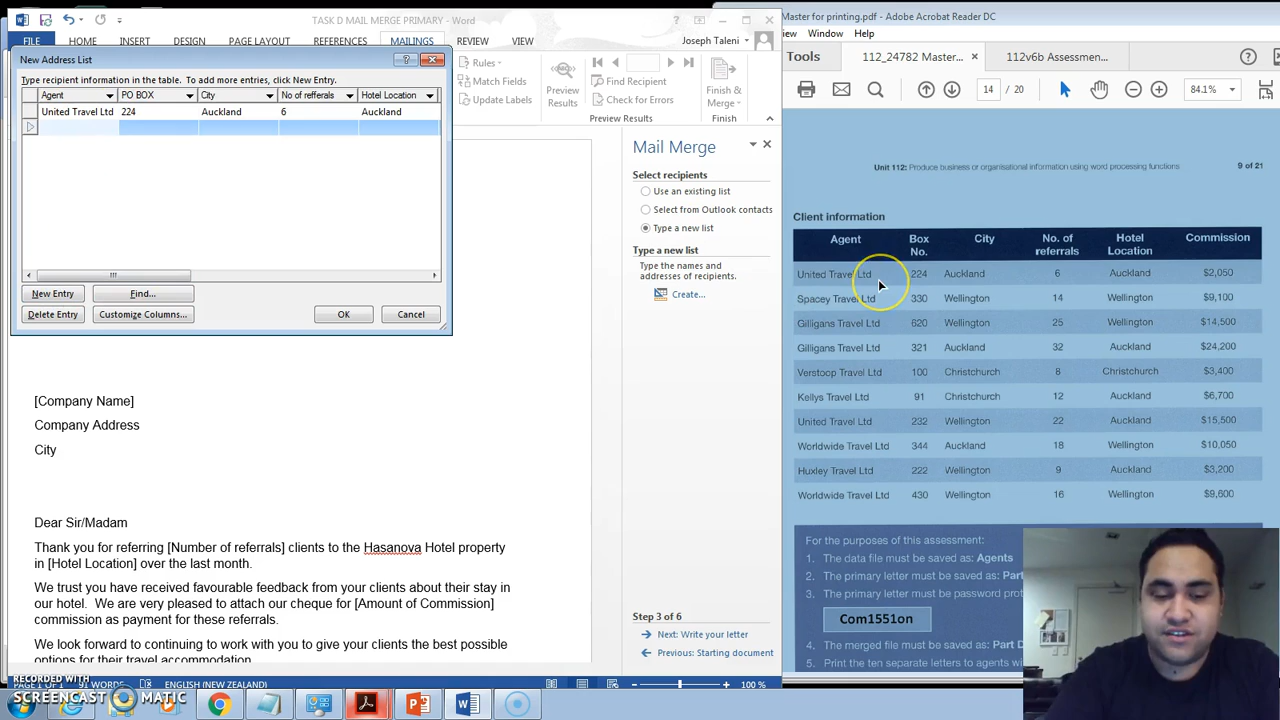 TASK D MAIL MERGE PRIMARY - Word
FILE HOME INSERT DESIGN PAGE LAYOUT REFERENCES MAILINGS REVIEW VIEW
Joseph Taleni
Rules
Match Fields
Update Labels
Preview
Results
Find Recipient
Check for Errors
Preview Results
Finish &
Merge
Finish
New Address List
Type recipient information in the table. To add more entries, click New Entry.
Agent PO BOX City No of refferals Hotel Location
United Travel Ltd 224 Auckland 6 Auckland
New Entry Find...
Delete Entry Customize Columns... OK Cancel
[Company Name]
Company Address
City
Dear Sir/Madam
Thank you for referring [Number of referrals] clients to the Hasanova Hotel property
in [Hotel Location] over the last month.
We trust you have received favourable feedback from your clients about their stay in
our hotel. We are very pleased to attach our cheque for [Amount of Commission]
commission as payment for these referrals.
We look forward to continuing to work with you to give your clients the best possible
options for their travel accommodation.
RECORDED WITH
SCREENCAST MATIC
WORDS ENGLISH (NEW ZEALAND)
100 %
Mail Merge
Select recipients
Use an existing list
Select from Outlook contacts
Type a new list
Type a new list
Type the names and
addresses of recipients.
Create...
Step 3 of 6
Next: Write your letter
Previous: Starting document
Master for printing.pdf - Adobe Acrobat Reader DC
View Window Help
Tools 112_24782 Master... 112v6b Assessmen...
14 / 20 84.1%
Unit 112: Produce business or organisational information using word processing functions 9 of 21
Client information
Agent Box No. City No. of referrals Hotel Location Commission
United Travel Ltd 224 Auckland 6 Auckland $2,050
Spacey Travel Ltd 330 Wellington 14 Wellington $9,100
Gilligans Travel Ltd 620 Wellington 25 Wellington $14,500
Gilligans Travel Ltd 321 Auckland 32 Auckland $24,200
Verstoop Travel Ltd 100 Christchurch 8 Christchurch $3,400
Kellys Travel Ltd 91 Christchurch 12 Auckland $6,700
United Travel Ltd 232 Wellington 22 Auckland $15,500
Worldwide Travel Ltd 344 Auckland 18 Wellington $10,050
Huxley Travel Ltd 222 Wellington 9 Auckland $3,200
Worldwide Travel Ltd 430 Wellington 16 Wellington $9,600
For the purposes of this assessment:
1. The data file must be saved as: Agents
2. The primary letter must be saved as: Part
3. The primary letter must be password prot
Com1551on
4. The merged file must be saved as: Part D
5. Print the ten separate letters to agents wi